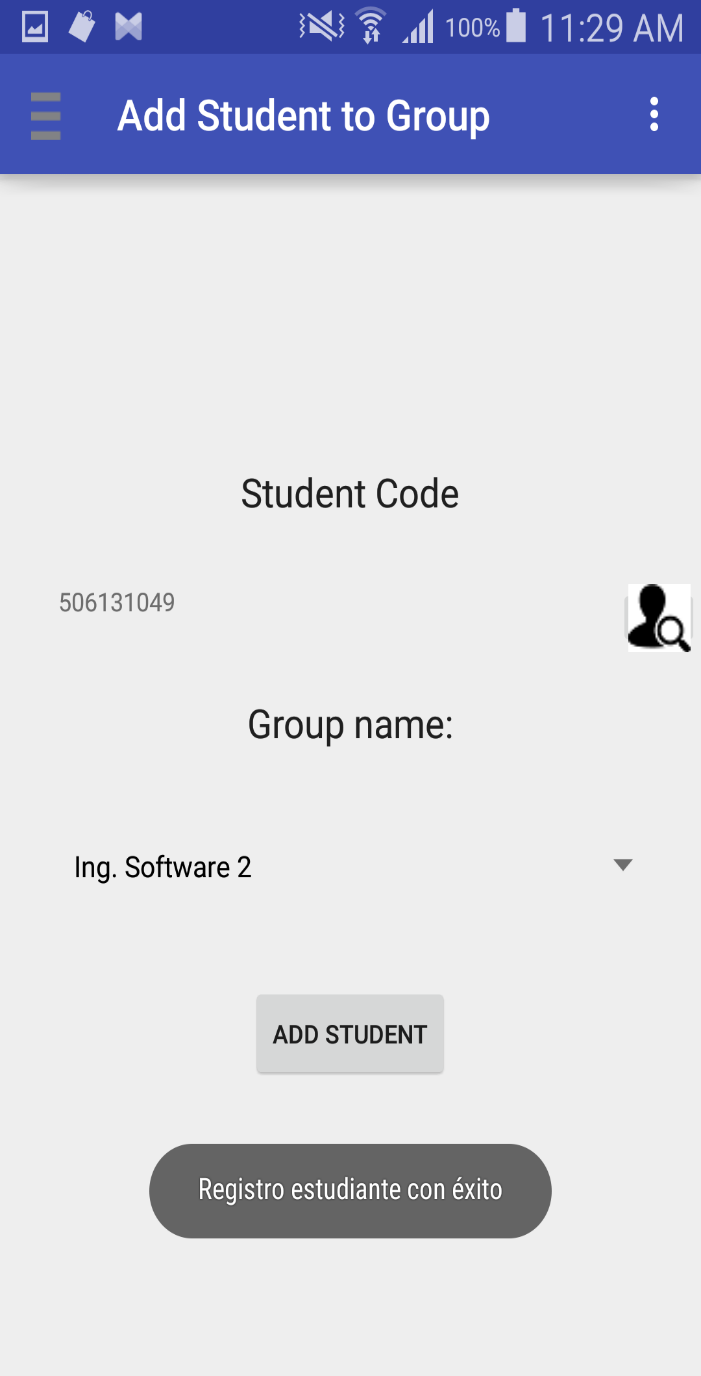 100% 11:29 AM
Add Student to Group
Student Code
506131049
Group name:
Ing. Software 2
ADD STUDENT
Registro estudiante con éxito